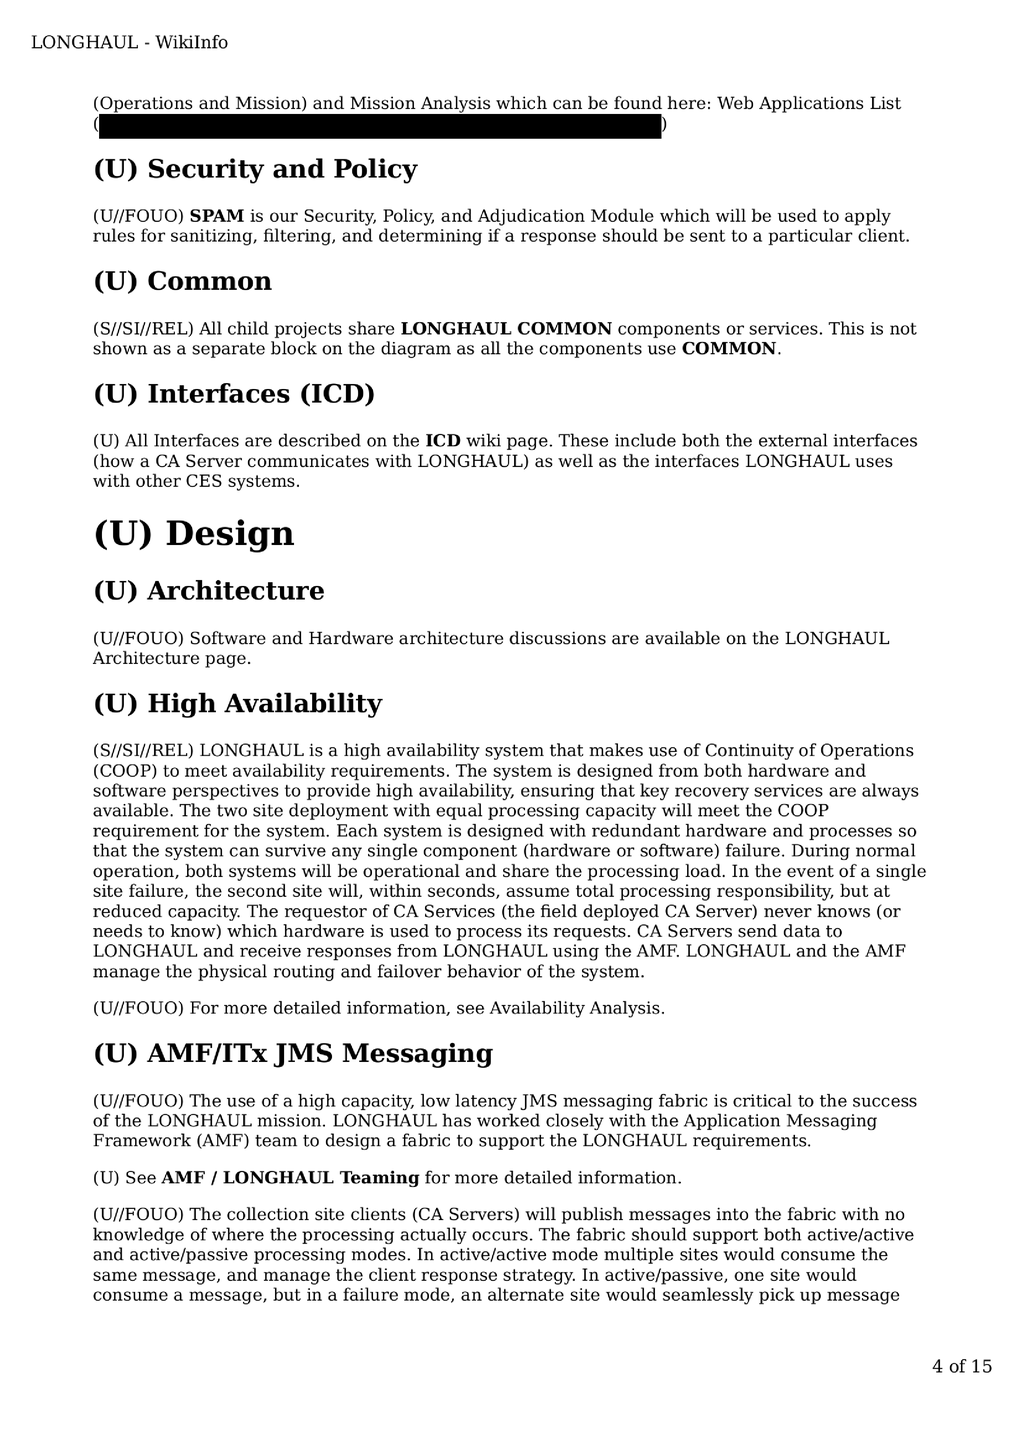 LONGHAUL - WikiInfo
(Operations and Mission) and Mission Analysis which can be found here: Web Applications List
( )
(U) Security and Policy
(U//FOUO) SPAM is our Security, Policy, and Adjudication Module which will be used to apply
rules for sanitizing, filtering, and determining if a response should be sent to a particular client.
(U) Common
(S//SI//REL) All child projects share LONGHAUL COMMON components or services. This is not
shown as a separate block on the diagram as all the components use COMMON.
(U) Interfaces (ICD)
(U) All Interfaces are described on the ICD wiki page. These include both the external interfaces
(how a CA Server communicates with LONGHAUL) as well as the interfaces LONGHAUL uses
with other CES systems.
(U) Design
(U) Architecture
(U//FOUO) Software and Hardware architecture discussions are available on the LONGHAUL
Architecture page.
(U) High Availability
(S//SI//REL) LONGHAUL is a high availability system that makes use of Continuity of Operations
(COOP) to meet availability requirements. The system is designed from both hardware and
software perspectives to provide high availability, ensuring that key recovery services are always
available. The two site deployment with equal processing capacity will meet the COOP
requirement for the system. Each system is designed with redundant hardware and processes so
that the system can survive any single component (hardware or software) failure. During normal
operation, both systems will be operational and share the processing load. In the event of a single
site failure, the second site will, within seconds, assume total processing responsibility, but at
reduced capacity. The requestor of CA Services (the field deployed CA Server) never knows (or
needs to know) which hardware is used to process its requests. CA Servers send data to
LONGHAUL and receive responses from LONGHAUL using the AMF. LONGHAUL and the AMF
manage the physical routing and failover behavior of the system.
(U//FOUO) For more detailed information, see Availability Analysis.
(U) AMF/ITx JMS Messaging
(U//FOUO) The use of a high capacity, low latency JMS messaging fabric is critical to the success
of the LONGHAUL mission. LONGHAUL has worked closely with the Application Messaging
Framework (AMF) team to design a fabric to support the LONGHAUL requirements.
(U) See AMF / LONGHAUL Teaming for more detailed information.
(U//FOUO) The collection site clients (CA Servers) will publish messages into the fabric with no
knowledge of where the processing actually occurs. The fabric should support both active/active
and active/passive processing modes. In active/active mode multiple sites would consume the
same message, and manage the client response strategy. In active/passive, one site would
consume a message, but in a failure mode, an alternate site would seamlessly pick up message
4 of 15